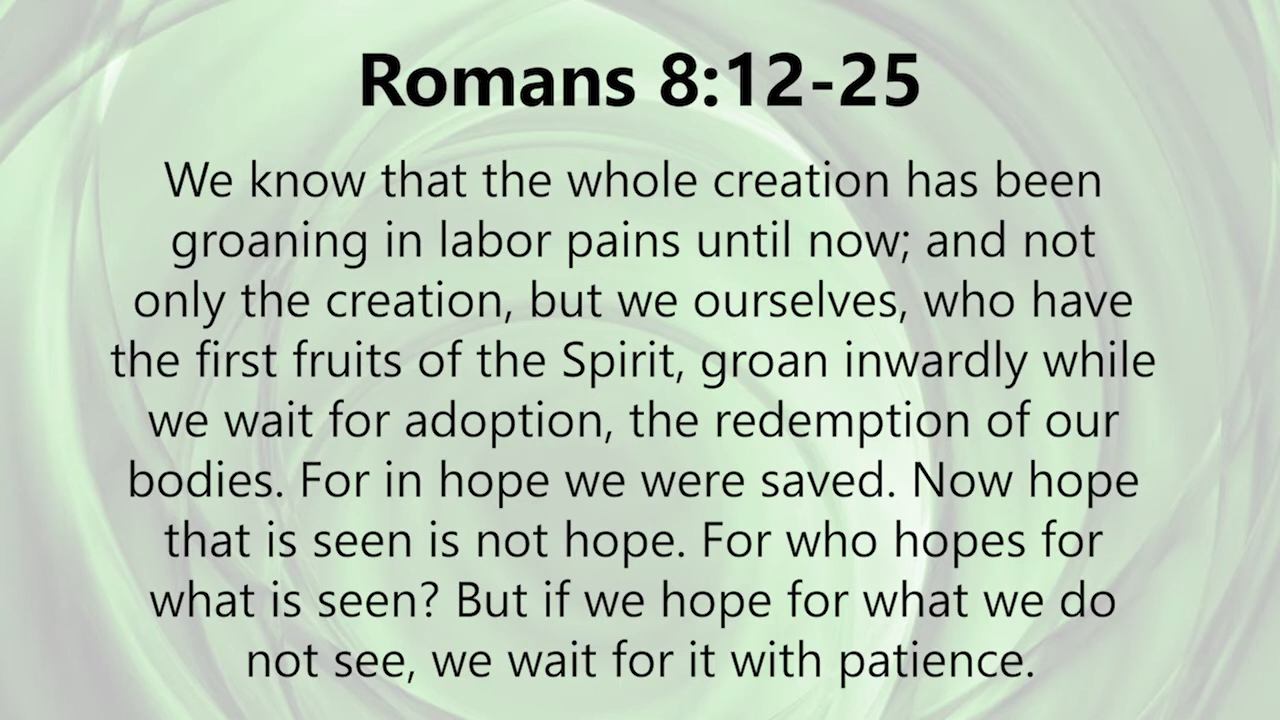 Romans 8:12-25
We know that the whole creation has been
groaning in labor pains until now; and not
only the creation, but we ourselves, who have
the first fruits of the Spirit, groan inwardly while
we wait for adoption, the redemption of our
bodies. For in hope we were saved. Now hope
that is seen is not hope. For who hopes for
what is seen? But if we hope for what we do
not see, we wait for it with patience.